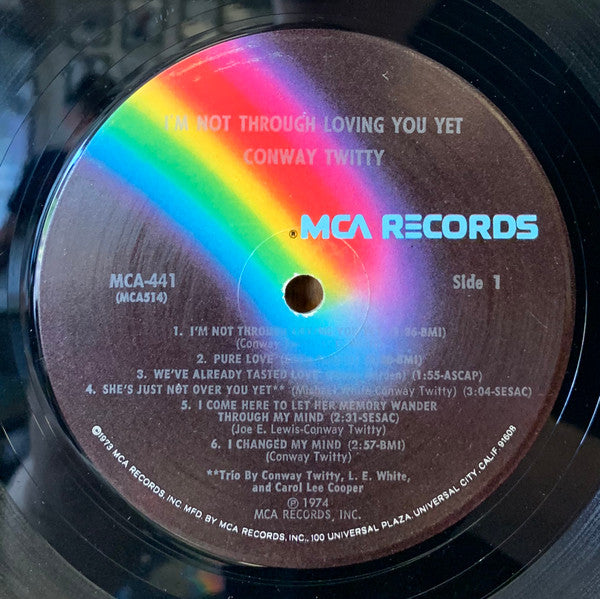 I'M NOT THROUGH LOVING YOU YET
CONWAY TWITTY
® MCA RECORDS
MCA-441
(MCA514)
Side 1
1. I'M NOT THROUGH
(Conway
2. PURE LOVE
3. WE'VE ALREADY TASTED LOVE 1:55-ASCAP)
4. SHE'S JUST NOT OVER YOU YET** (Michael White-Conway Twitty) (3:04-SESAC)
5. I COME HERE TO LET HER MEMORY WANDER
THROUGH MY MIND (2:31-SESAC)
(Joe E. Lewis-Conway Twitty)
6. I CHANGED MY MIND (2:57-BMI)
(Conway Twitty)
**Trio By Conway Twitty, L. E. White,
and Carol Lee Cooper
℗ 1974
MCA RECORDS, INC.
©1973 MCA RECORDS, INC. MFD. BY MCA RECORDS, INC., 100 UNIVERSAL PLAZA, UNIVERSAL CITY, CALIF. 91608